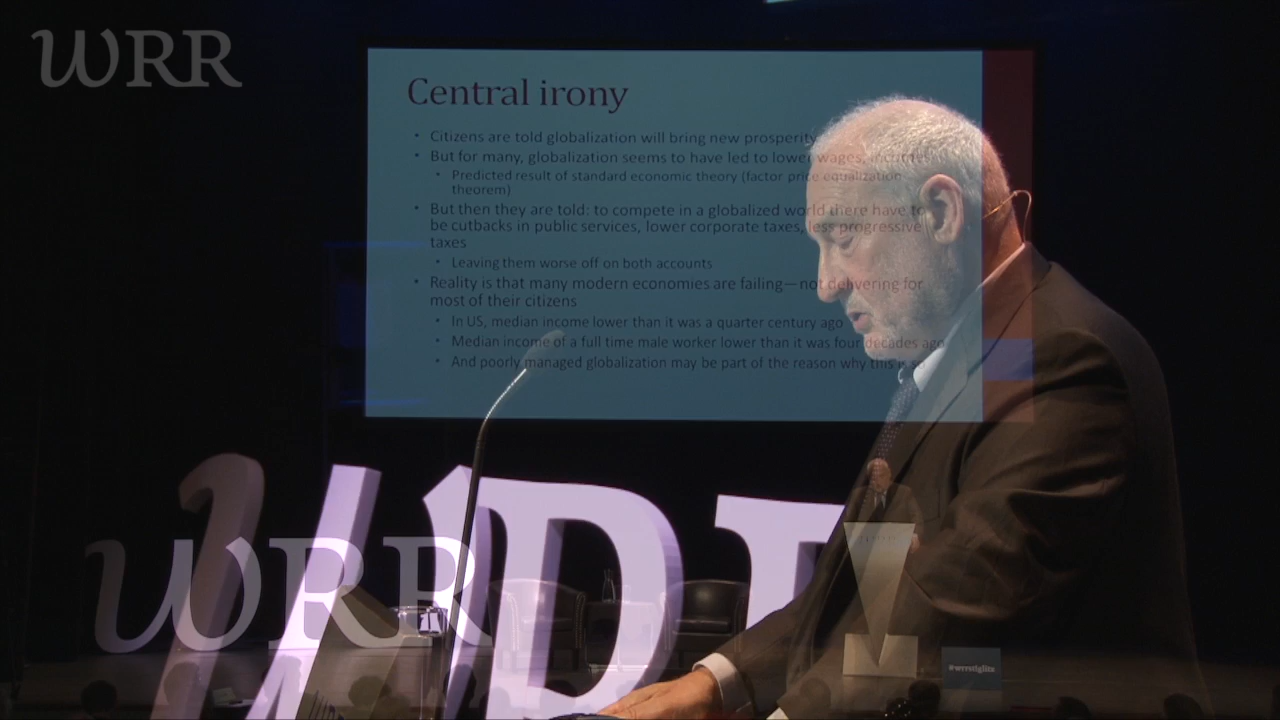 WRR
Central irony
• Citizens are told globalization will bring new prosperity
• But for many, globalization seems to have led to lower wages, incomes
• Predicted result of standard economic theory (factor price equalization
theorem)
• But then they are told: to compete in a globalized world there have to
be cutbacks in public services, lower corporate taxes, less progressive
taxes
• Leaving them worse off on both accounts
• Reality is that many modern economies are failing—not delivering for
most of their citizens
• In US, median income lower than it was a quarter century ago
• Median income of a full time male worker lower than it was four decades ago
• And poorly managed globalization may be part of the reason why this is so
WRR
WRR
#wrrstiglitz